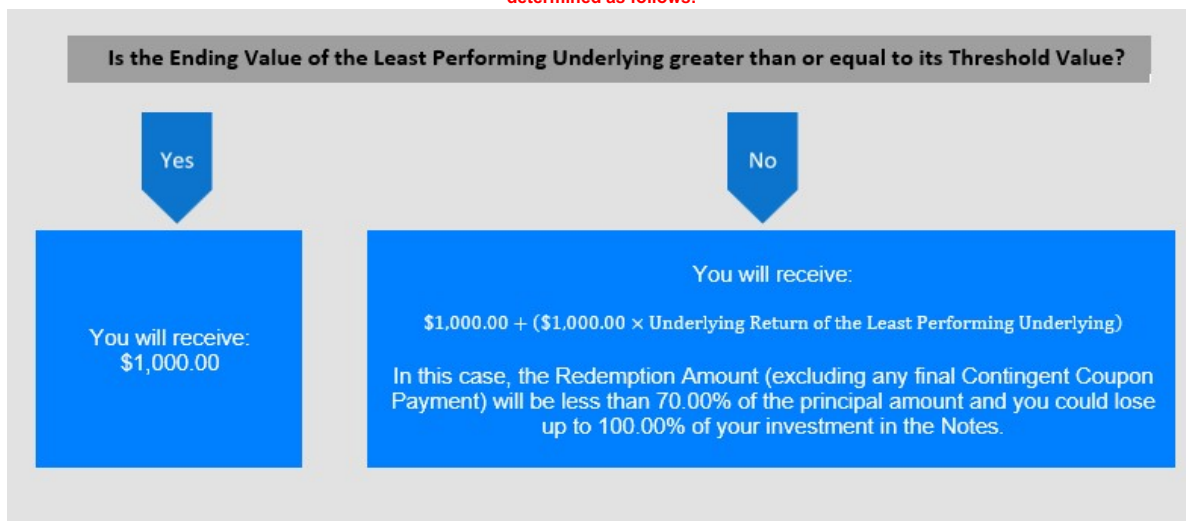 determined as follows:
Is the Ending Value of the Least Performing Underlying greater than or equal to its Threshold Value?
Yes
No
You will receive:
$1,000.00
You will receive:
$1,000.00 + ($1,000.00 × Underlying Return of the Least Performing Underlying)
In this case, the Redemption Amount (excluding any final Contingent Coupon
Payment) will be less than 70.00% of the principal amount and you could lose
up to 100.00% of your investment in the Notes.